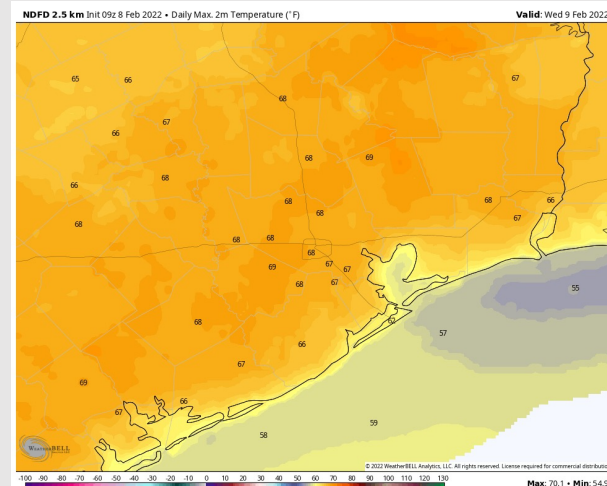 NDFD 2.5 km Init 09z 8 Feb 2022 • Daily Max. 2m Temperature (°F) Valid: Wed 9 Feb 2022
65 66 67
68
67
66
68 69
68
66
68 68 66
68 67
68 68 68
68
69 67 67
68 67 55
68 62 57
66
67
69
66
67 59
58
WeatherBELL
© 2022 WeatherBELL Analytics, LLC. All rights reserved. License required for commercial distributio
-100 -90 -80 -70 -60 -50 -40 -30 -20 -10 0 10 20 30 40 50 60 70 80 90 100 110 120 130
Max: 70.1 • Min: 54.